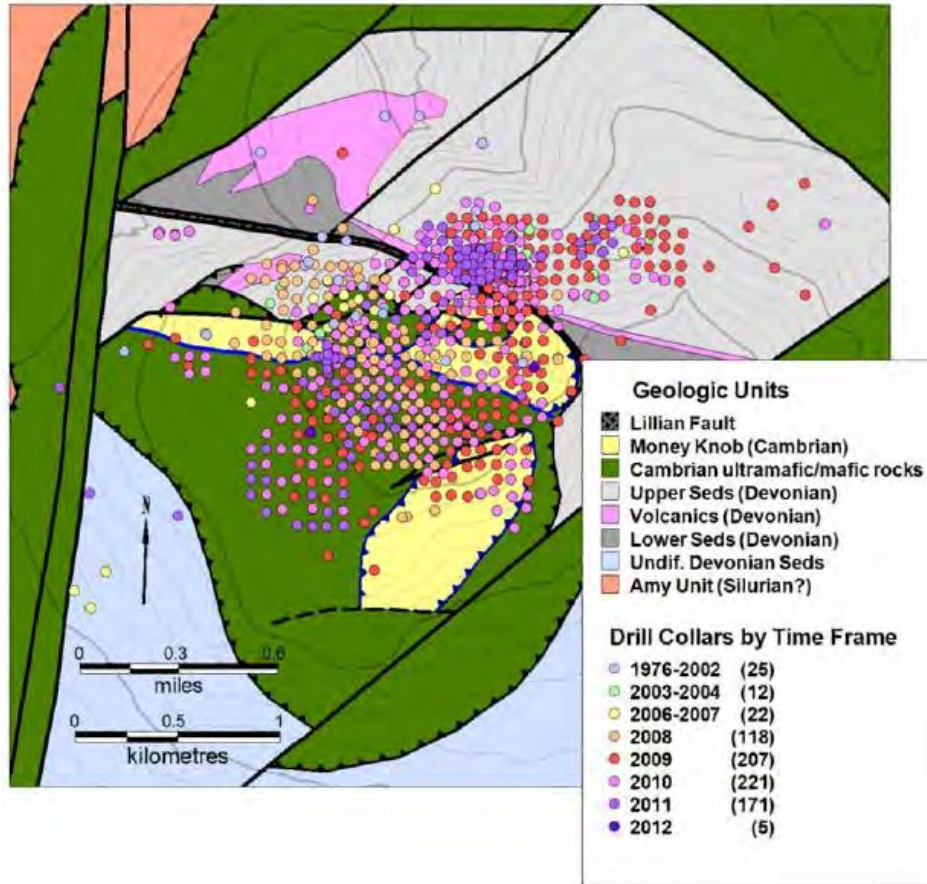 N
0 0.3 0.6
miles
0 0.5 1
kilometres
Geologic Units
Lillian Fault
Money Knob (Cambrian)
Cambrian ultramafic/mafic rocks
Upper Seds (Devonian)
Volcanics (Devonian)
Lower Seds (Devonian)
Undif. Devonian Seds
Amy Unit (Silurian?)
Drill Collars by Time Frame
1976-2002 (25)
2003-2004 (12)
2006-2007 (22)
2008 (118)
2009 (207)
2010 (221)
2011 (171)
2012 (5)